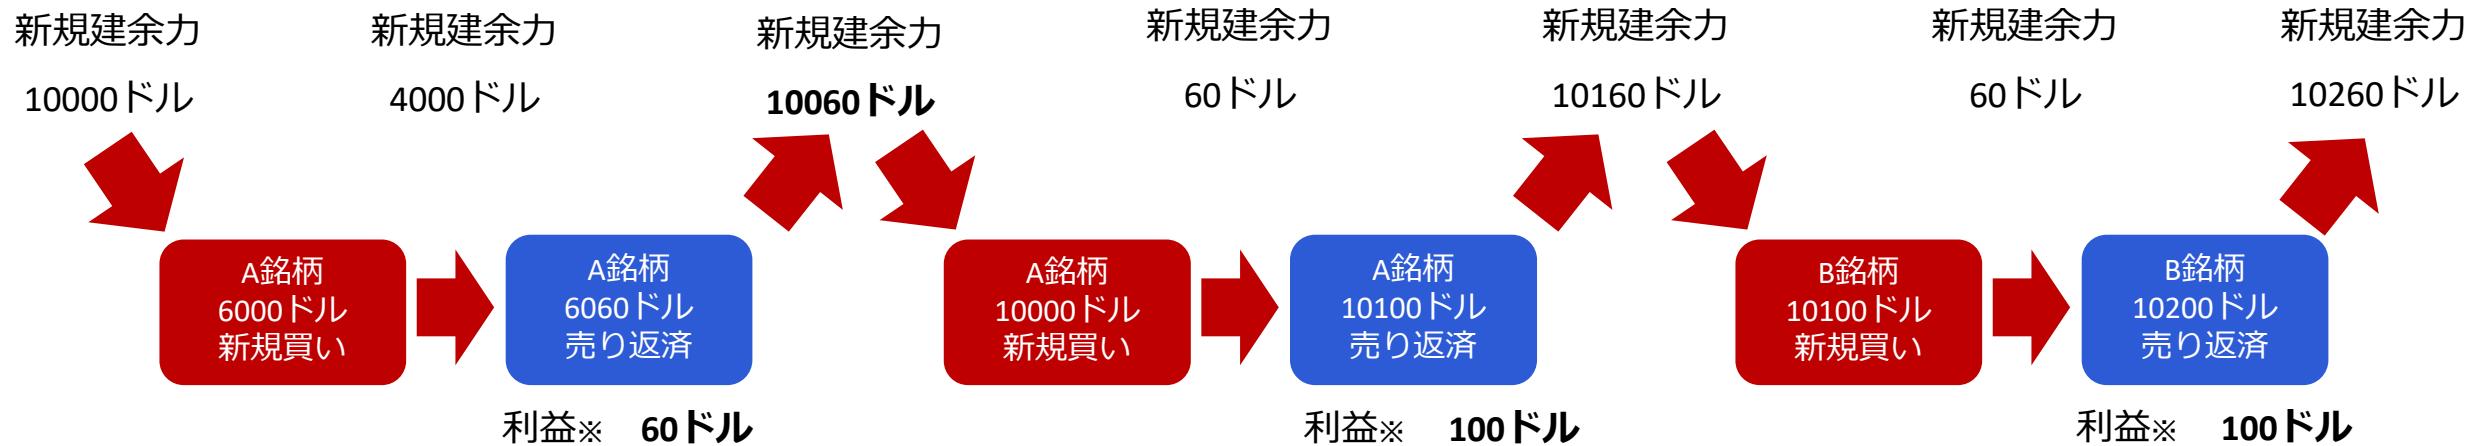 新規建余力
10000ドル
新規建余力
4000ドル
新規建余力
10060ドル
新規建余力
60ドル
新規建余力
10160ドル
新規建余力
60ドル
新規建余力
10260ドル
A銘柄
6000ドル
新規買い
A銘柄
6060ドル
売り返済
A銘柄
10000ドル
新規買い
A銘柄
10100ドル
売り返済
B銘柄
10100ドル
新規買い
B銘柄
10200ドル
売り返済
利益※ 60ドル
利益※ 100ドル
利益※ 100ドル